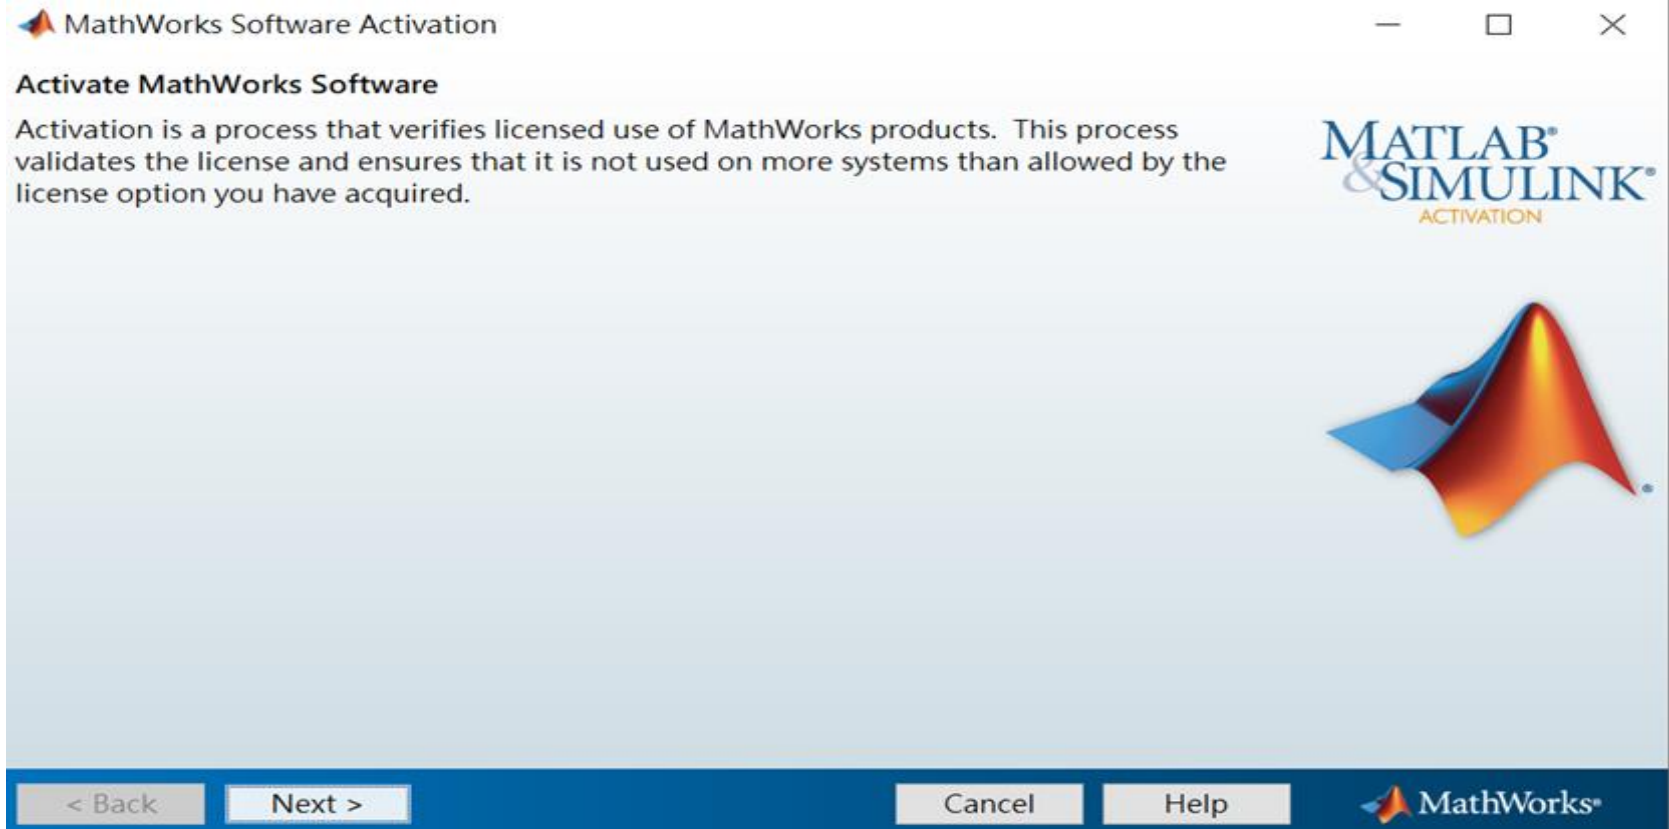 MathWorks Software Activation
Activate MathWorks Software
Activation is a process that verifies licensed use of MathWorks products. This process
validates the license and ensures that it is not used on more systems than allowed by the
license option you have acquired.
MATLAB®
&SIMULINK®
ACTIVATION
®
< Back
Next >
Cancel
Help
MathWorks®